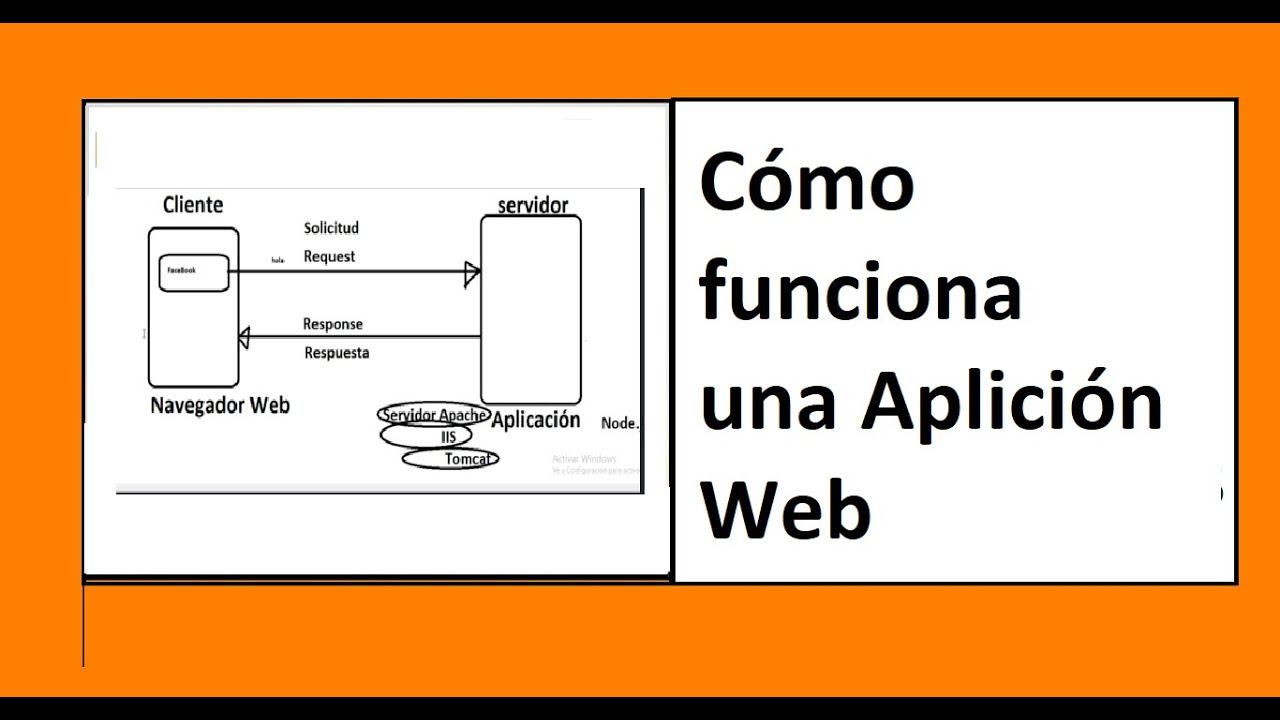 Cliente
servidor
Solicitud
hola
Request
FaceBook
Response
Respuesta
Navegador Web
Servidor Apache
Aplicación
Node.
IIS
Tomcat
Activar Windows
Ve a Configuración para activar
Cómo
funciona
una Aplición
Web